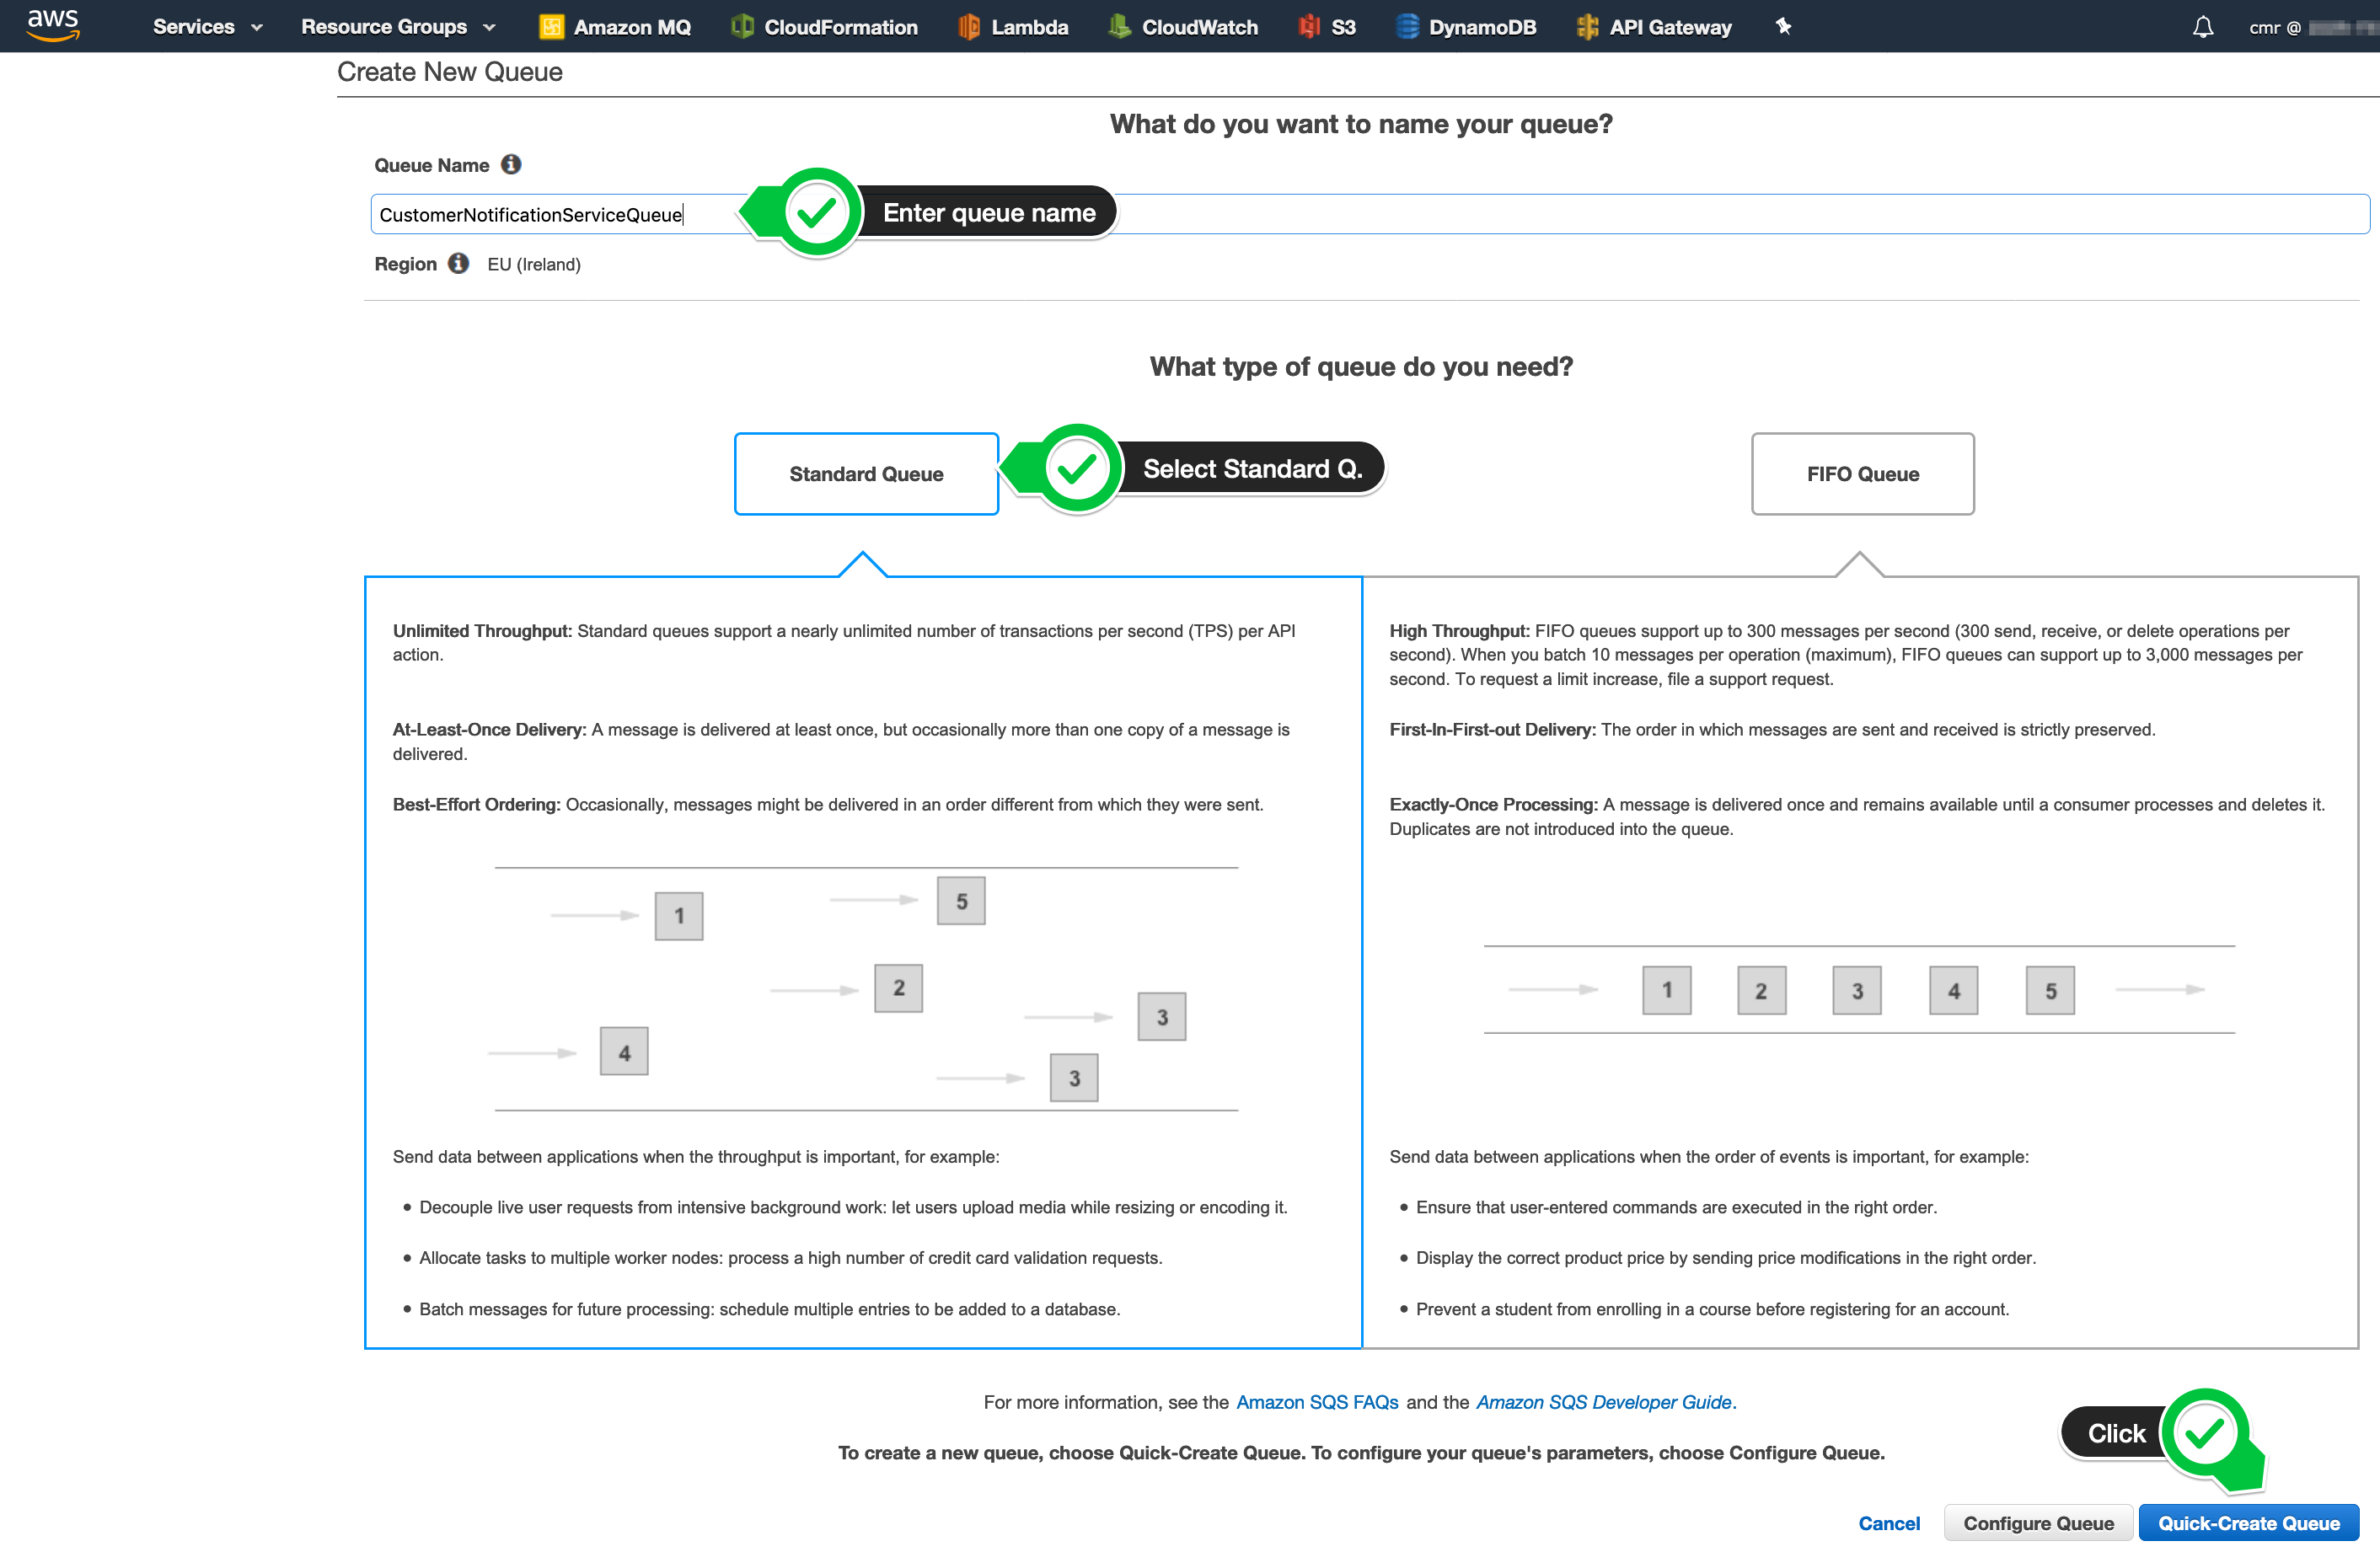 aws Services Resource Groups Amazon MQ CloudFormation Lambda CloudWatch S3 DynamoDB API Gateway cmr @
Create New Queue
What do you want to name your queue?
Queue Name
CustomerNotificationServiceQueue
Enter queue name
Region EU (Ireland)
What type of queue do you need?
Standard Queue
Select Standard Q.
FIFO Queue
Unlimited Throughput: Standard queues support a nearly unlimited number of transactions per second (TPS) per API
action.
At-Least-Once Delivery: A message is delivered at least once, but occasionally more than one copy of a message is
delivered.
Best-Effort Ordering: Occasionally, messages might be delivered in an order different from which they were sent.
1
5
2
3
4
3
Send data between applications when the throughput is important, for example:
• Decouple live user requests from intensive background work: let users upload media while resizing or encoding it.
• Allocate tasks to multiple worker nodes: process a high number of credit card validation requests.
• Batch messages for future processing: schedule multiple entries to be added to a database.
High Throughput: FIFO queues support up to 300 messages per second (300 send, receive, or delete operations per
second). When you batch 10 messages per operation (maximum), FIFO queues can support up to 3,000 messages per
second. To request a limit increase, file a support request.
First-In-First-out Delivery: The order in which messages are sent and received is strictly preserved.
Exactly-Once Processing: A message is delivered once and remains available until a consumer processes and deletes it.
Duplicates are not introduced into the queue.
1 2 3 4 5
Send data between applications when the order of events is important, for example:
• Ensure that user-entered commands are executed in the right order.
• Display the correct product price by sending price modifications in the right order.
• Prevent a student from enrolling in a course before registering for an account.
For more information, see the Amazon SQS FAQs and the Amazon SQS Developer Guide.
Click
To create a new queue, choose Quick-Create Queue. To configure your queue's parameters, choose Configure Queue.
Cancel Configure Queue Quick-Create Queue